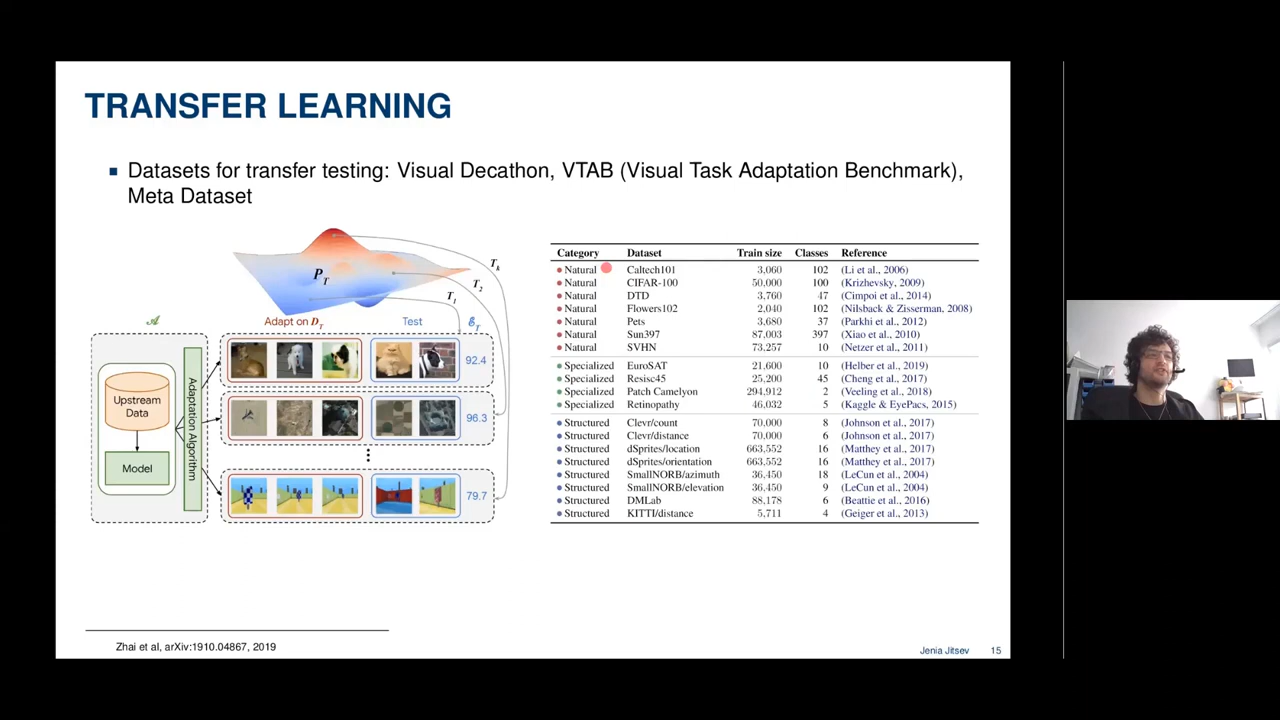 TRANSFER LEARNING
Datasets for transfer testing: Visual Decathon, VTAB (Visual Task Adaptation Benchmark),
Meta Dataset
P_T
T_k
T_2
T_1
𝒜
Adapt on D_T
Test
ℰ_T
Upstream
Data
Model
Adaptation Algorithm
92.4
96.3
79.7
Category Dataset Train size Classes Reference
Natural Caltech101 3,060 102 (Li et al., 2006)
Natural CIFAR-100 50,000 100 (Krizhevsky, 2009)
Natural DTD 3,760 47 (Cimpoi et al., 2014)
Natural Flowers102 2,040 102 (Nilsback & Zisserman, 2008)
Natural Pets 3,680 37 (Parkhi et al., 2012)
Natural Sun397 87,003 397 (Xiao et al., 2010)
Natural SVHN 73,257 10 (Netzer et al., 2011)
Specialized EuroSAT 21,600 10 (Helber et al., 2019)
Specialized Resisc45 25,200 45 (Cheng et al., 2017)
Specialized Patch Camelyon 294,912 2 (Veeling et al., 2018)
Specialized Retinopathy 46,032 5 (Kaggle & EyePacs, 2015)
Structured Clevr/count 70,000 8 (Johnson et al., 2017)
Structured Clevr/distance 70,000 6 (Johnson et al., 2017)
Structured dSprites/location 663,552 16 (Matthey et al., 2017)
Structured dSprites/orientation 663,552 16 (Matthey et al., 2017)
Structured SmallNORB/azimuth 36,450 18 (LeCun et al., 2004)
Structured SmallNORB/elevation 36,450 9 (LeCun et al., 2004)
Structured DMLab 88,178 6 (Beattie et al., 2016)
Structured KITTI/distance 5,711 4 (Geiger et al., 2013)
Zhai et al, arXiv:1910.04867, 2019
Jenia Jitsev 15